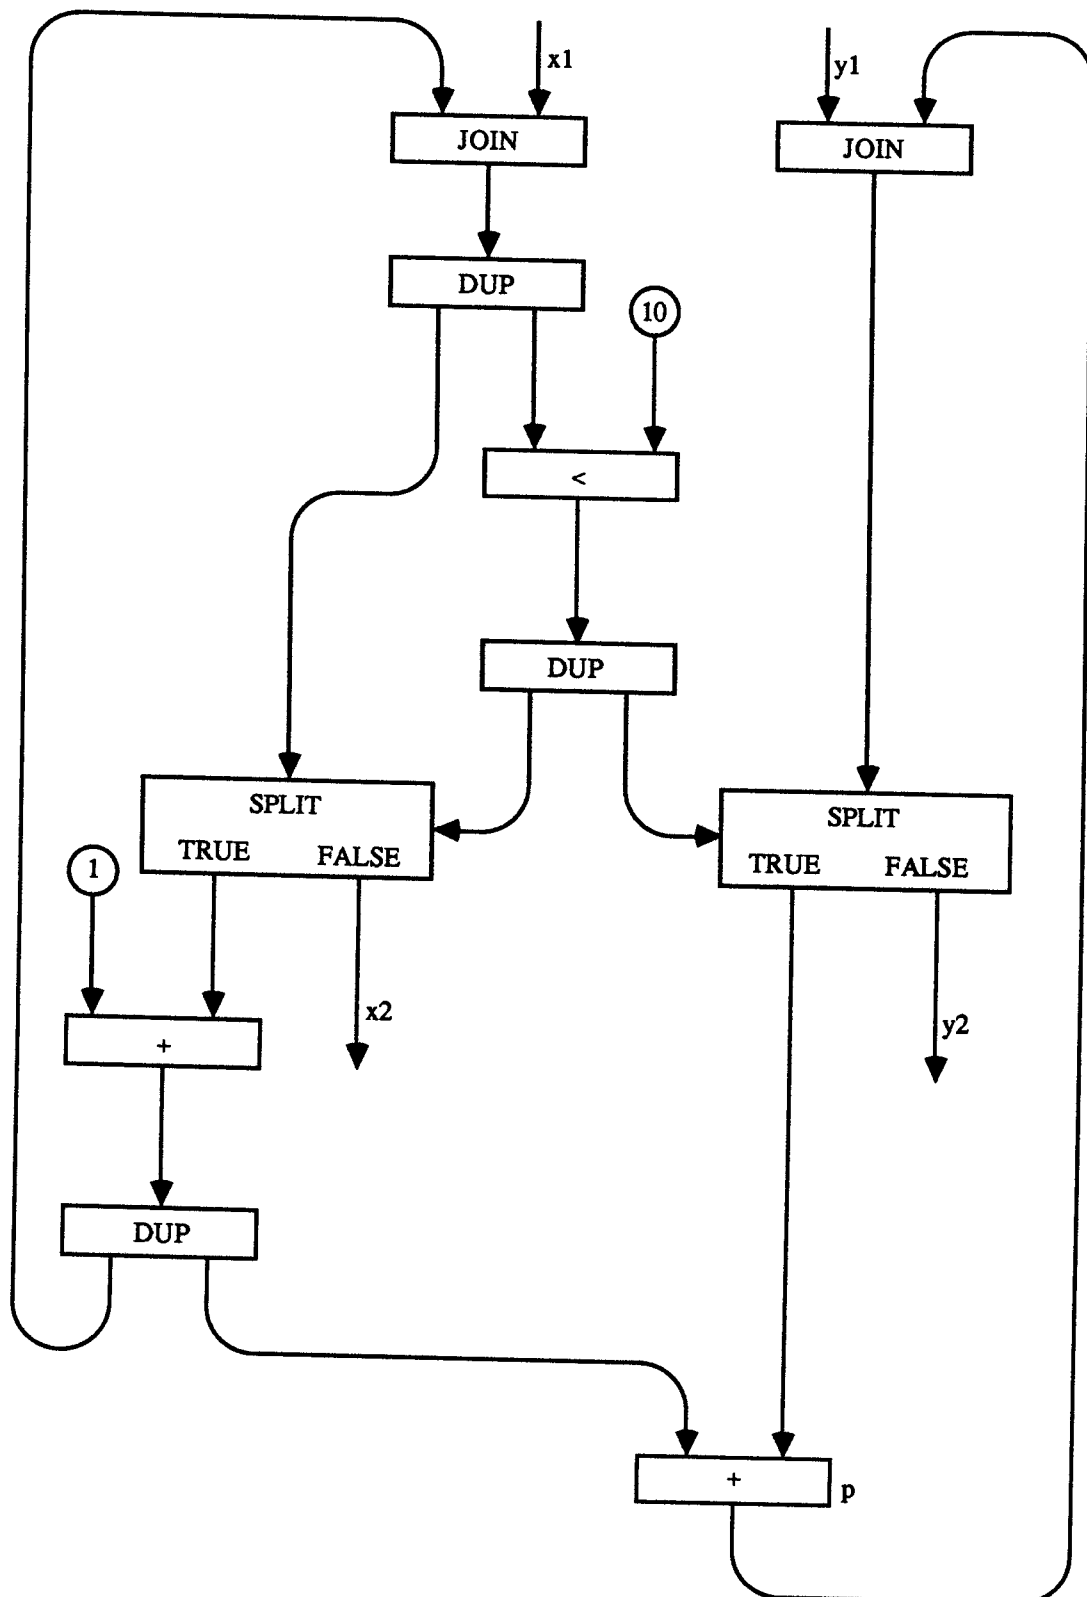 x1
y1
JOIN
JOIN
DUP
10
<
DUP
SPLIT
TRUE FALSE
SPLIT
TRUE FALSE
1
x2
y2
+
DUP
+
p